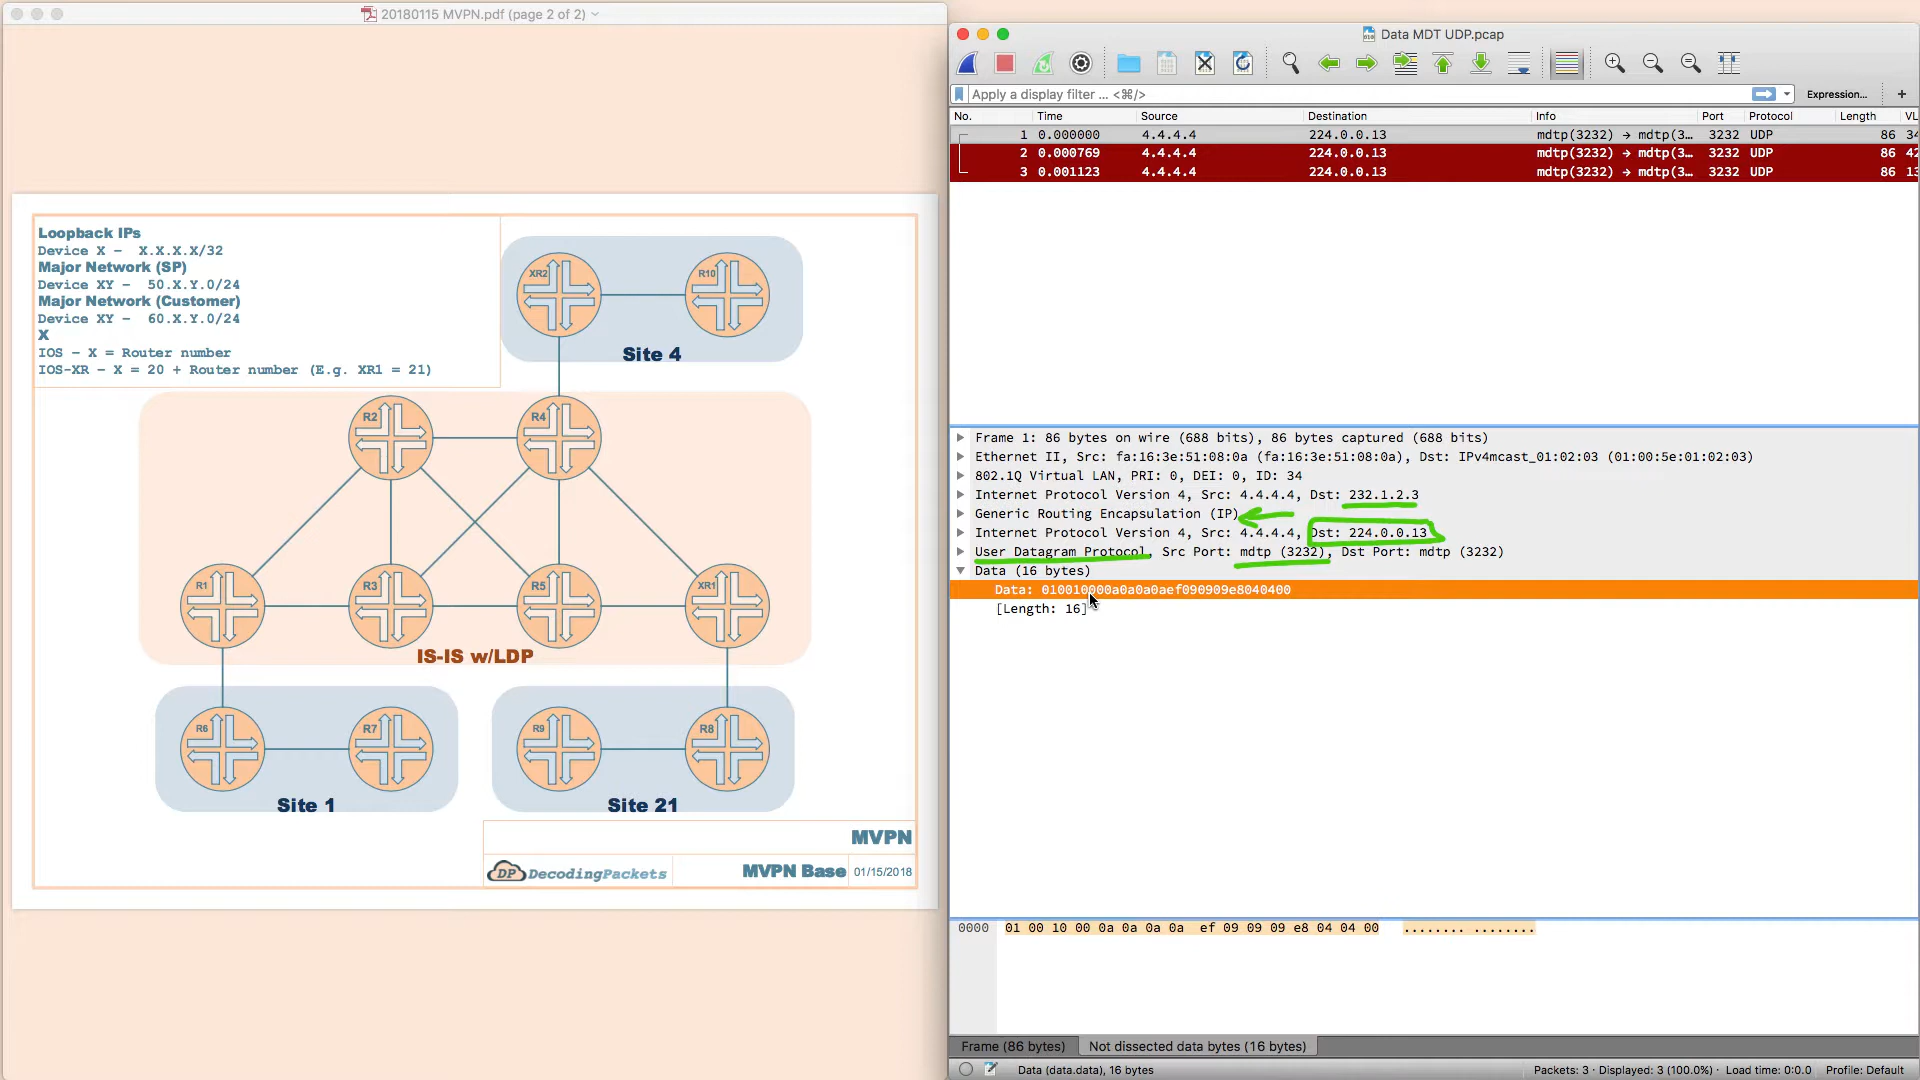 20180115 MVPN.pdf (page 2 of 2)
Loopback IPs
Device X - X.X.X.X/32
Major Network (SP)
Device XY - 50.X.Y.0/24
Major Network (Customer)
Device XY - 60.X.Y.0/24
X
IOS - X = Router number
IOS-XR - X = 20 + Router number (E.g. XR1 = 21)
XR2
R10
Site 4
R2
R4
R1
R3
R5
XR1
IS-IS w/LDP
R6
R7
R9
R8
Site 1
Site 21
MVPN
DP DecodingPackets
MVPN Base
01/15/2018
Data MDT UDP.pcap
Apply a display filter ... <⌘/>
Expression...
+
No. Time Source Destination Info Port Protocol Length VL
1 0.000000 4.4.4.4 224.0.0.13 mdtp(3232) → mdtp(3… 3232 UDP 86 34
2 0.000769 4.4.4.4 224.0.0.13 mdtp(3232) → mdtp(3… 3232 UDP 86 42
3 0.001123 4.4.4.4 224.0.0.13 mdtp(3232) → mdtp(3… 3232 UDP 86 13
Frame 1: 86 bytes on wire (688 bits), 86 bytes captured (688 bits)
Ethernet II, Src: fa:16:3e:51:08:0a (fa:16:3e:51:08:0a), Dst: IPv4mcast_01:02:03 (01:00:5e:01:02:03)
802.1Q Virtual LAN, PRI: 0, DEI: 0, ID: 34
Internet Protocol Version 4, Src: 4.4.4.4, Dst: 232.1.2.3
Generic Routing Encapsulation (IP)
Internet Protocol Version 4, Src: 4.4.4.4, Dst: 224.0.0.13
User Datagram Protocol, Src Port: mdtp (3232), Dst Port: mdtp (3232)
Data (16 bytes)
Data: 010010000a0a0a0aef090909e8040400
[Length: 16]
0000 01 00 10 00 0a 0a 0a 0a ef 09 09 09 e8 04 04 00 ........ ........
Frame (86 bytes)
Not dissected data bytes (16 bytes)
Data (data.data), 16 bytes
Packets: 3 · Displayed: 3 (100.0%) · Load time: 0:0.0
Profile: Default